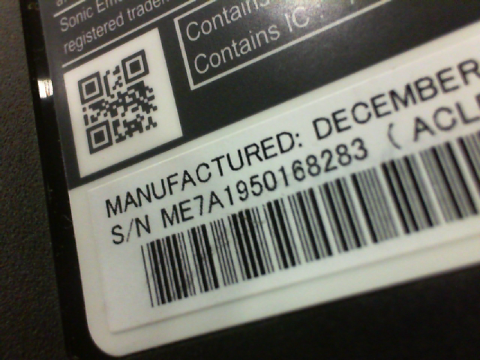 Sonic Em
registered trade
Contains
Contains IC
MANUFACTURED: DECEMBER
S/N ME7A1950168283 ( ACL